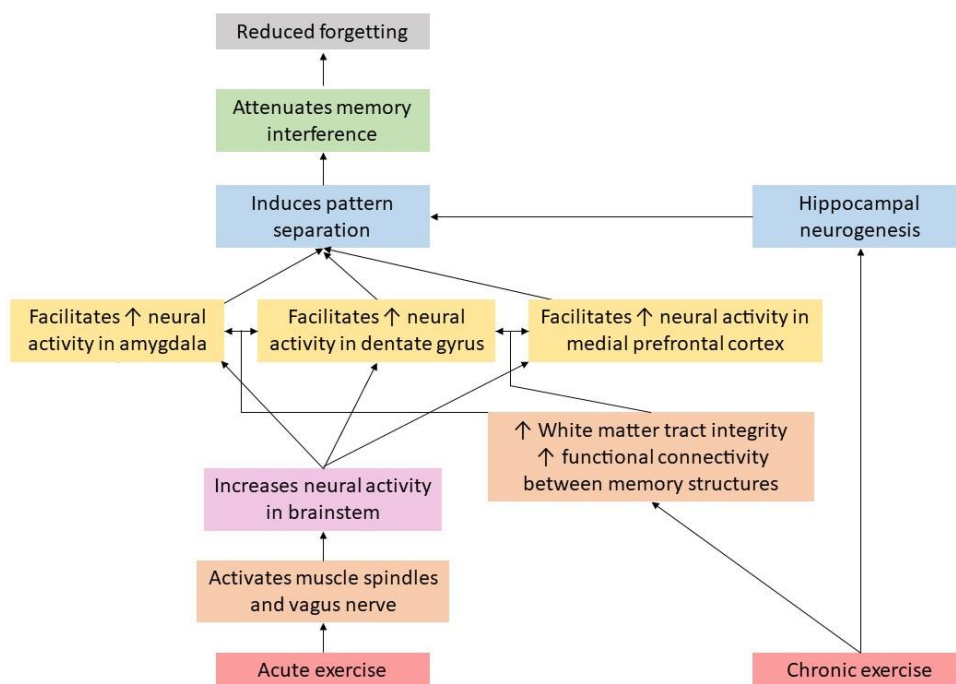 Reduced forgetting
Attenuates memory
interference
Induces pattern
separation
Hippocampal
neurogenesis
Facilitates ↑ neural
activity in amygdala
Facilitates ↑ neural
activity in dentate gyrus
Facilitates ↑ neural activity in
medial prefrontal cortex
↑ White matter tract integrity
↑ functional connectivity
between memory structures
Increases neural activity
in brainstem
Activates muscle spindles
and vagus nerve
Acute exercise
Chronic exercise